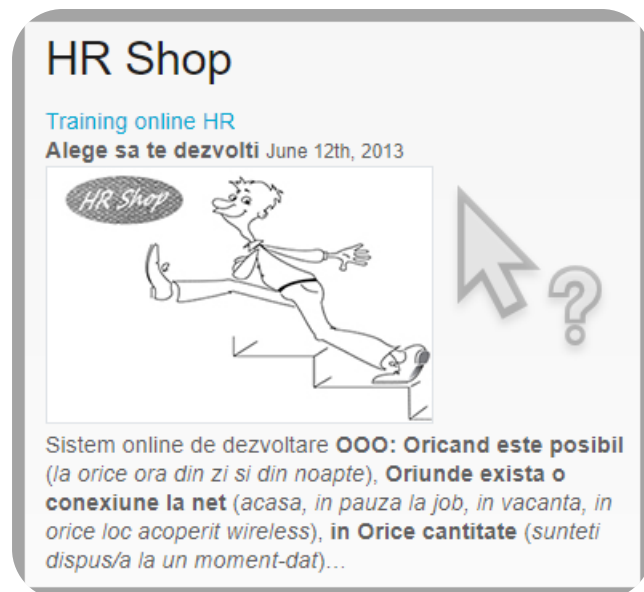 HR Shop
Training online HR
Alege sa te dezvolti June 12th, 2013
HR Shop
Sistem online de dezvoltare OOO: Oricand este posibil
(la orice ora din zi si din noapte), Oriunde exista o
conexiune la net (acasa, in pauza la job, in vacanta, in
orice loc acoperit wireless), in Orice cantitate (sunteti
dispus/a la un moment-dat)…